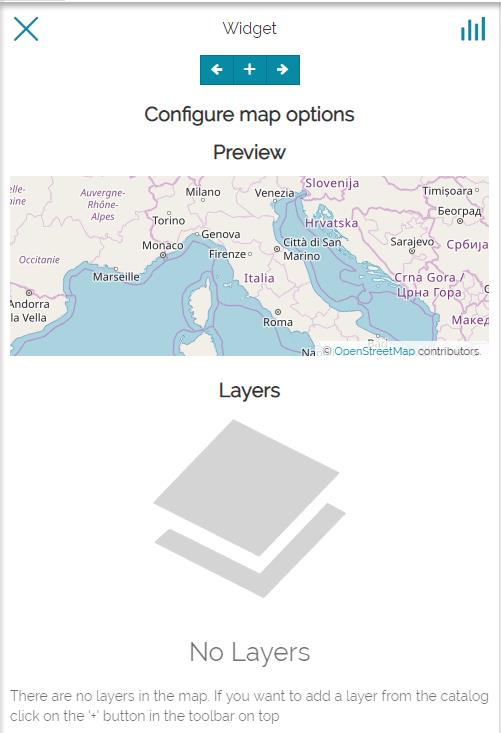 Widget
Configure map options
Preview
elle-
aine
Auvergne-
Rhône-
Alpes
Milano
Venezia
Slovenija
Timișoara
Torino
Hrvatska
Београд
Genova
Monaco
Firenze
Città di San
Marino
Sarajevo
Србија
Occitanie
Marseille
Italia
Crna Gora /
Црна Гора
Andorra
la Vella
Roma
Макед
Na
Bari
© OpenStreetMap contributors.
Layers
No Layers
There are no layers in the map. If you want to add a layer from the catalog
click on the '+' button in the toolbar on top